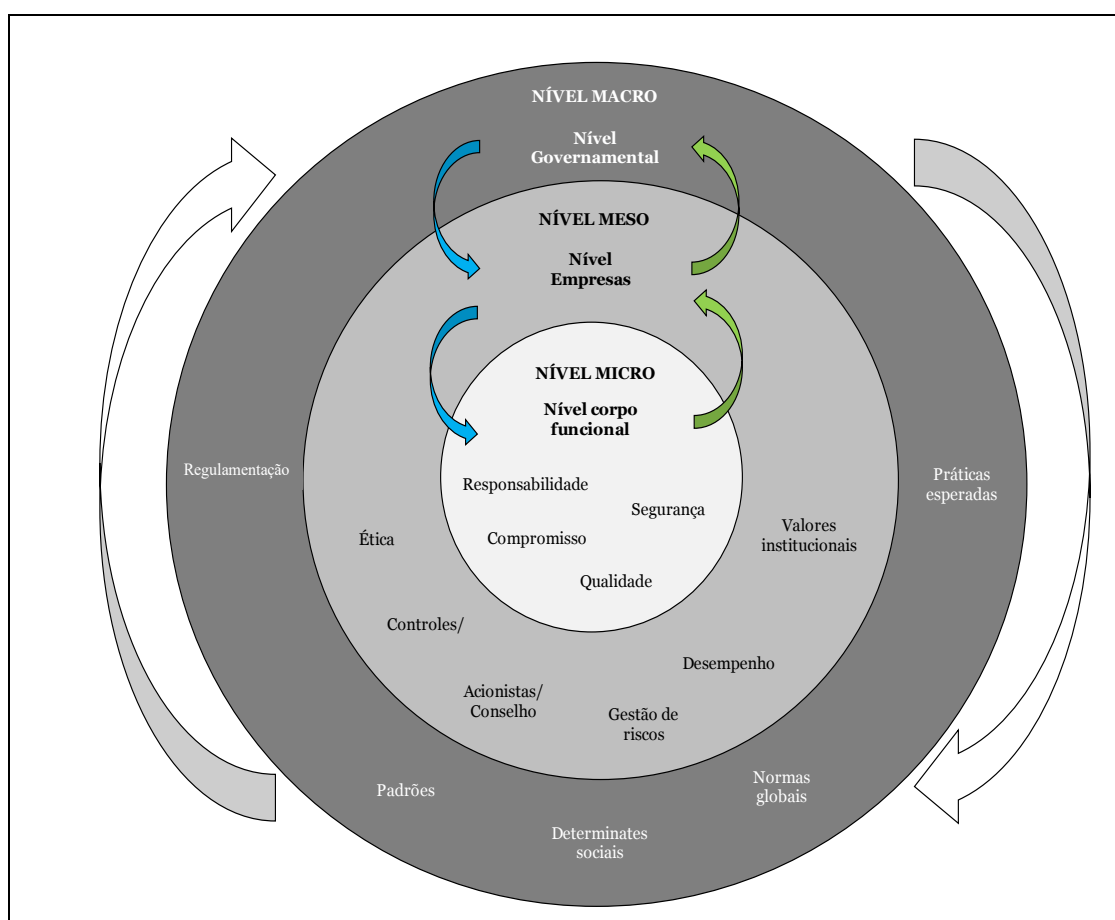 NÍVEL MACRO
Nível
Governamental
NÍVEL MESO
Nível
Empresas
NÍVEL MICRO
Nível corpo
funcional
Regulamentação
Responsabilidade
Práticas
esperadas
Segurança
Ética
Compromisso
Valores
institucionais
Qualidade
Controles/
Desempenho
Acionistas/
Conselho
Gestão de
riscos
Padrões
Normas
globais
Determinates
sociais